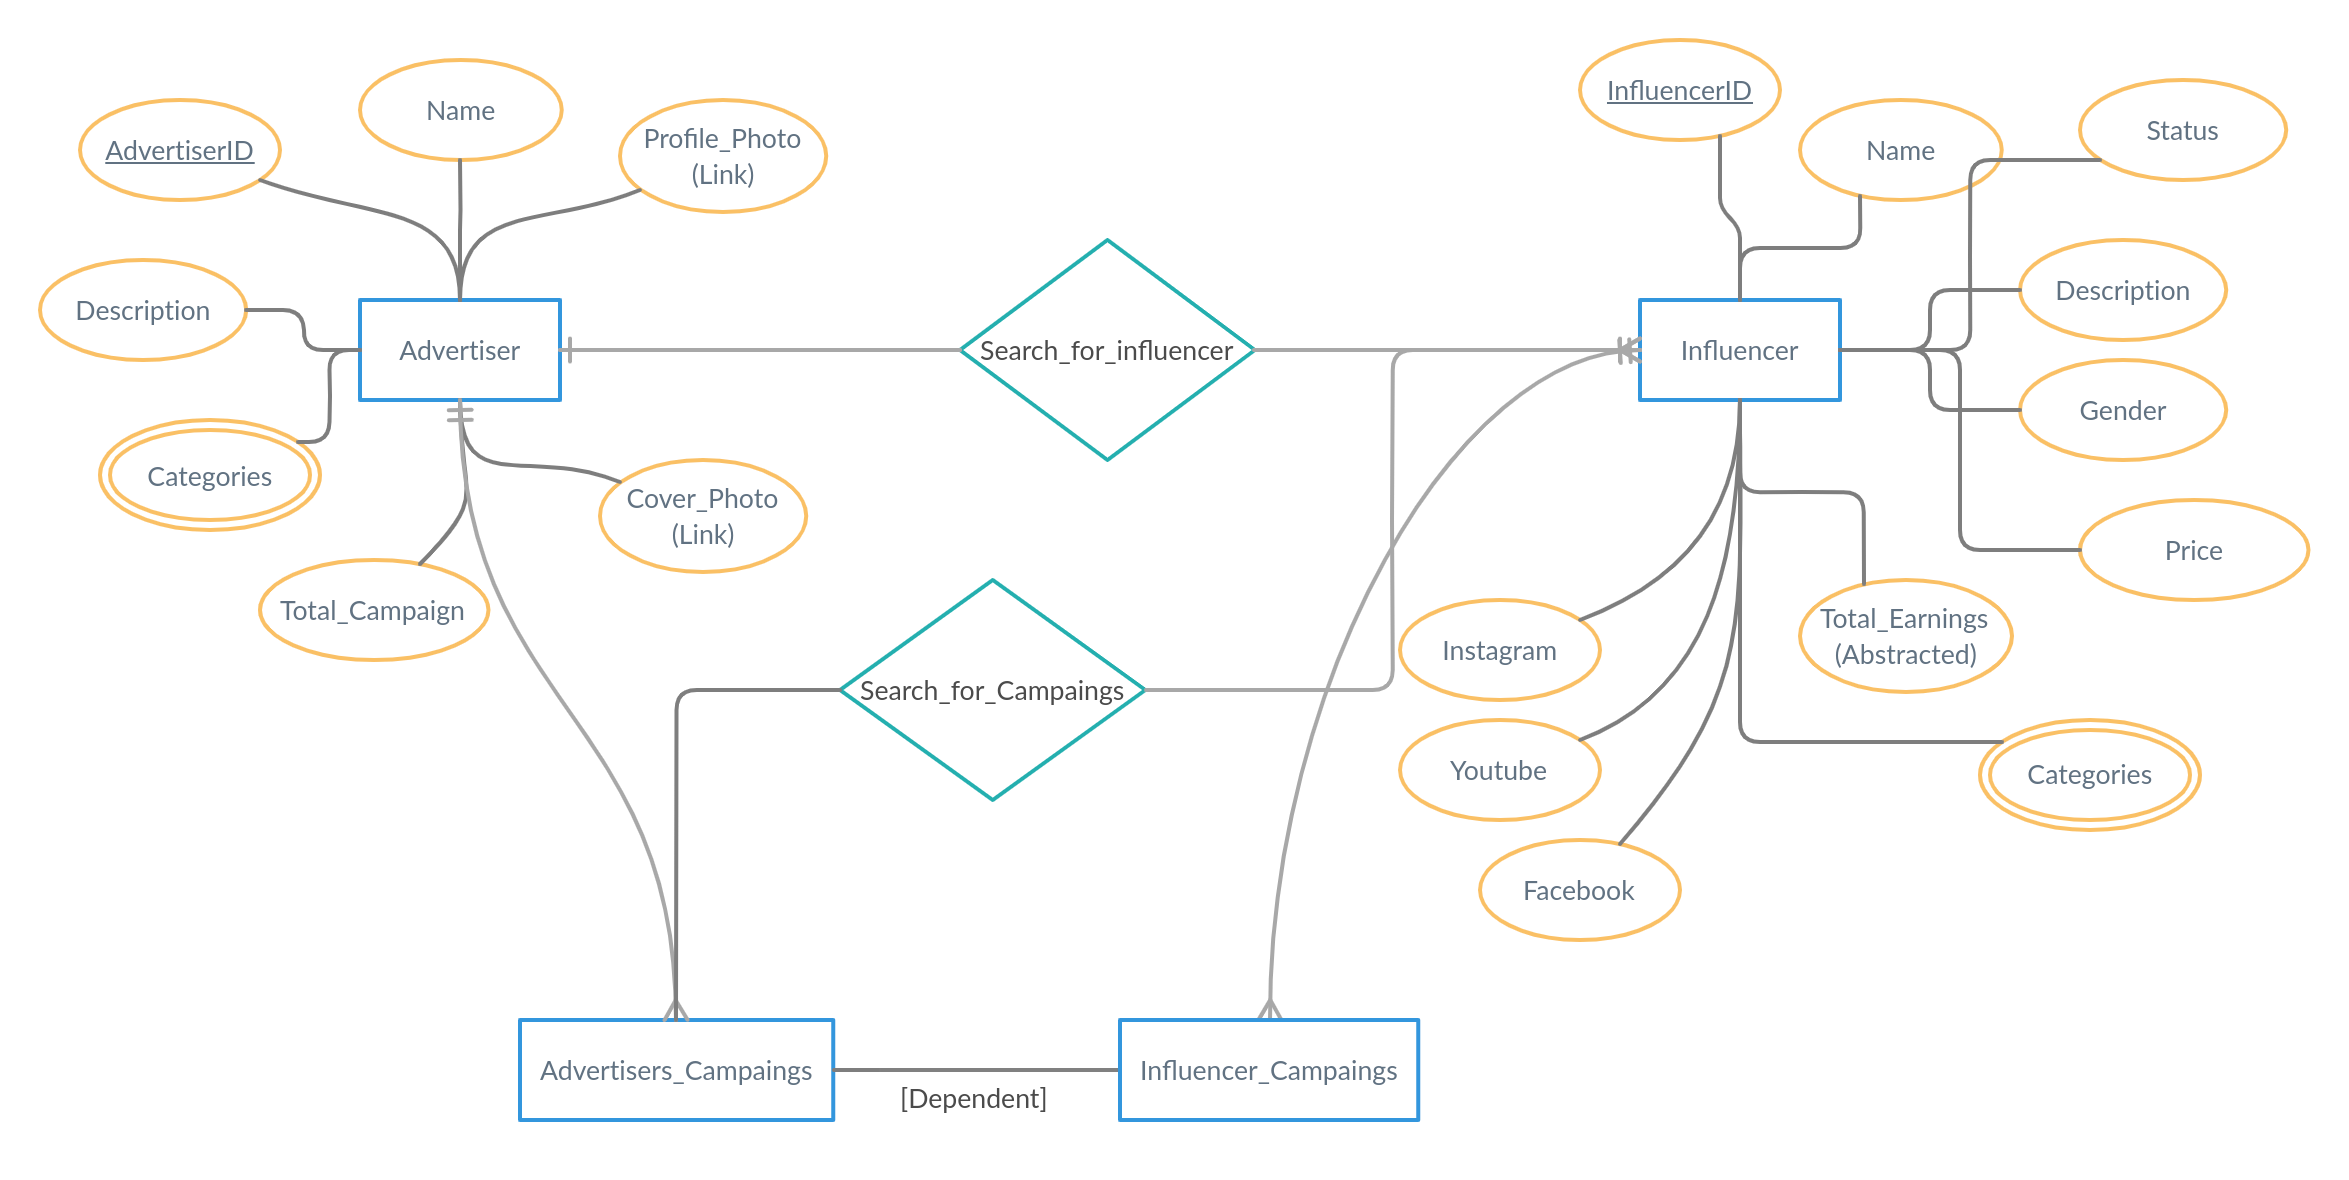 InfluencerID
Name
Status
AdvertiserID
Name
Profile_Photo
(Link)
Description
Description
Advertiser
Search_for_influencer
Influencer
Gender
Categories
Cover_Photo
(Link)
Price
Total_Campaign
Total_Earnings
(Abstracted)
Instagram
Search_for_Campaings
Youtube
Categories
Facebook
Advertisers_Campaings
Influencer_Campaings
[Dependent]